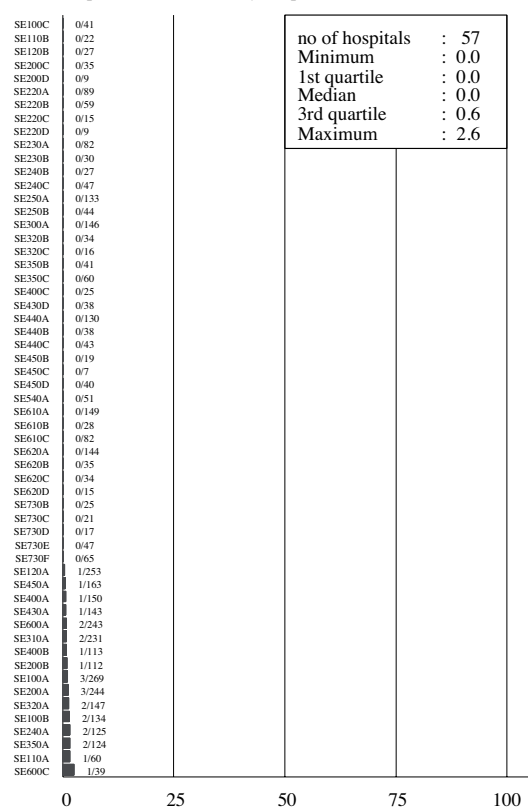 SE100C 0/41
SE110B 0/22
SE120B 0/27
SE200C 0/35
SE200D 0/9
SE220A 0/89
SE220B 0/59
SE220C 0/15
SE220D 0/9
SE230A 0/82
SE230B 0/30
SE240B 0/27
SE240C 0/47
SE250A 0/133
SE250B 0/44
SE300A 0/146
SE320B 0/34
SE320C 0/16
SE350B 0/41
SE350C 0/60
SE400C 0/25
SE430D 0/38
SE440A 0/130
SE440B 0/38
SE440C 0/43
SE450B 0/19
SE450C 0/7
SE450D 0/40
SE540A 0/51
SE610A 0/149
SE610B 0/28
SE610C 0/82
SE620A 0/144
SE620B 0/35
SE620C 0/34
SE620D 0/15
SE730B 0/25
SE730C 0/21
SE730D 0/17
SE730E 0/47
SE730F 0/65
SE120A 1/253
SE450A 1/163
SE400A 1/150
SE430A 1/143
SE600A 2/243
SE310A 2/231
SE400B 1/113
SE200B 1/112
SE100A 3/269
SE200A 3/244
SE320A 2/147
SE100B 2/134
SE240A 2/125
SE350A 2/124
SE110A 1/60
SE600C 1/39
no of hospitals : 57
Minimum : 0.0
1st quartile : 0.0
Median : 0.0
3rd quartile : 0.6
Maximum : 2.6
0 25 50 75 100